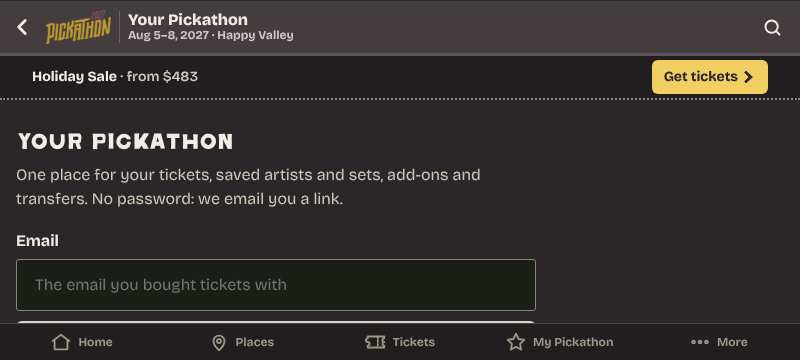 PICKATHON
Your Pickathon
Aug 5–8, 2027 · Happy Valley
Holiday Sale · from $483
Get tickets
YOUR PICKATHON
One place for your tickets, saved artists and sets, add-ons and
transfers. No password: we email you a link.
Email
The email you bought tickets with
Home
Places
Tickets
My Pickathon
More